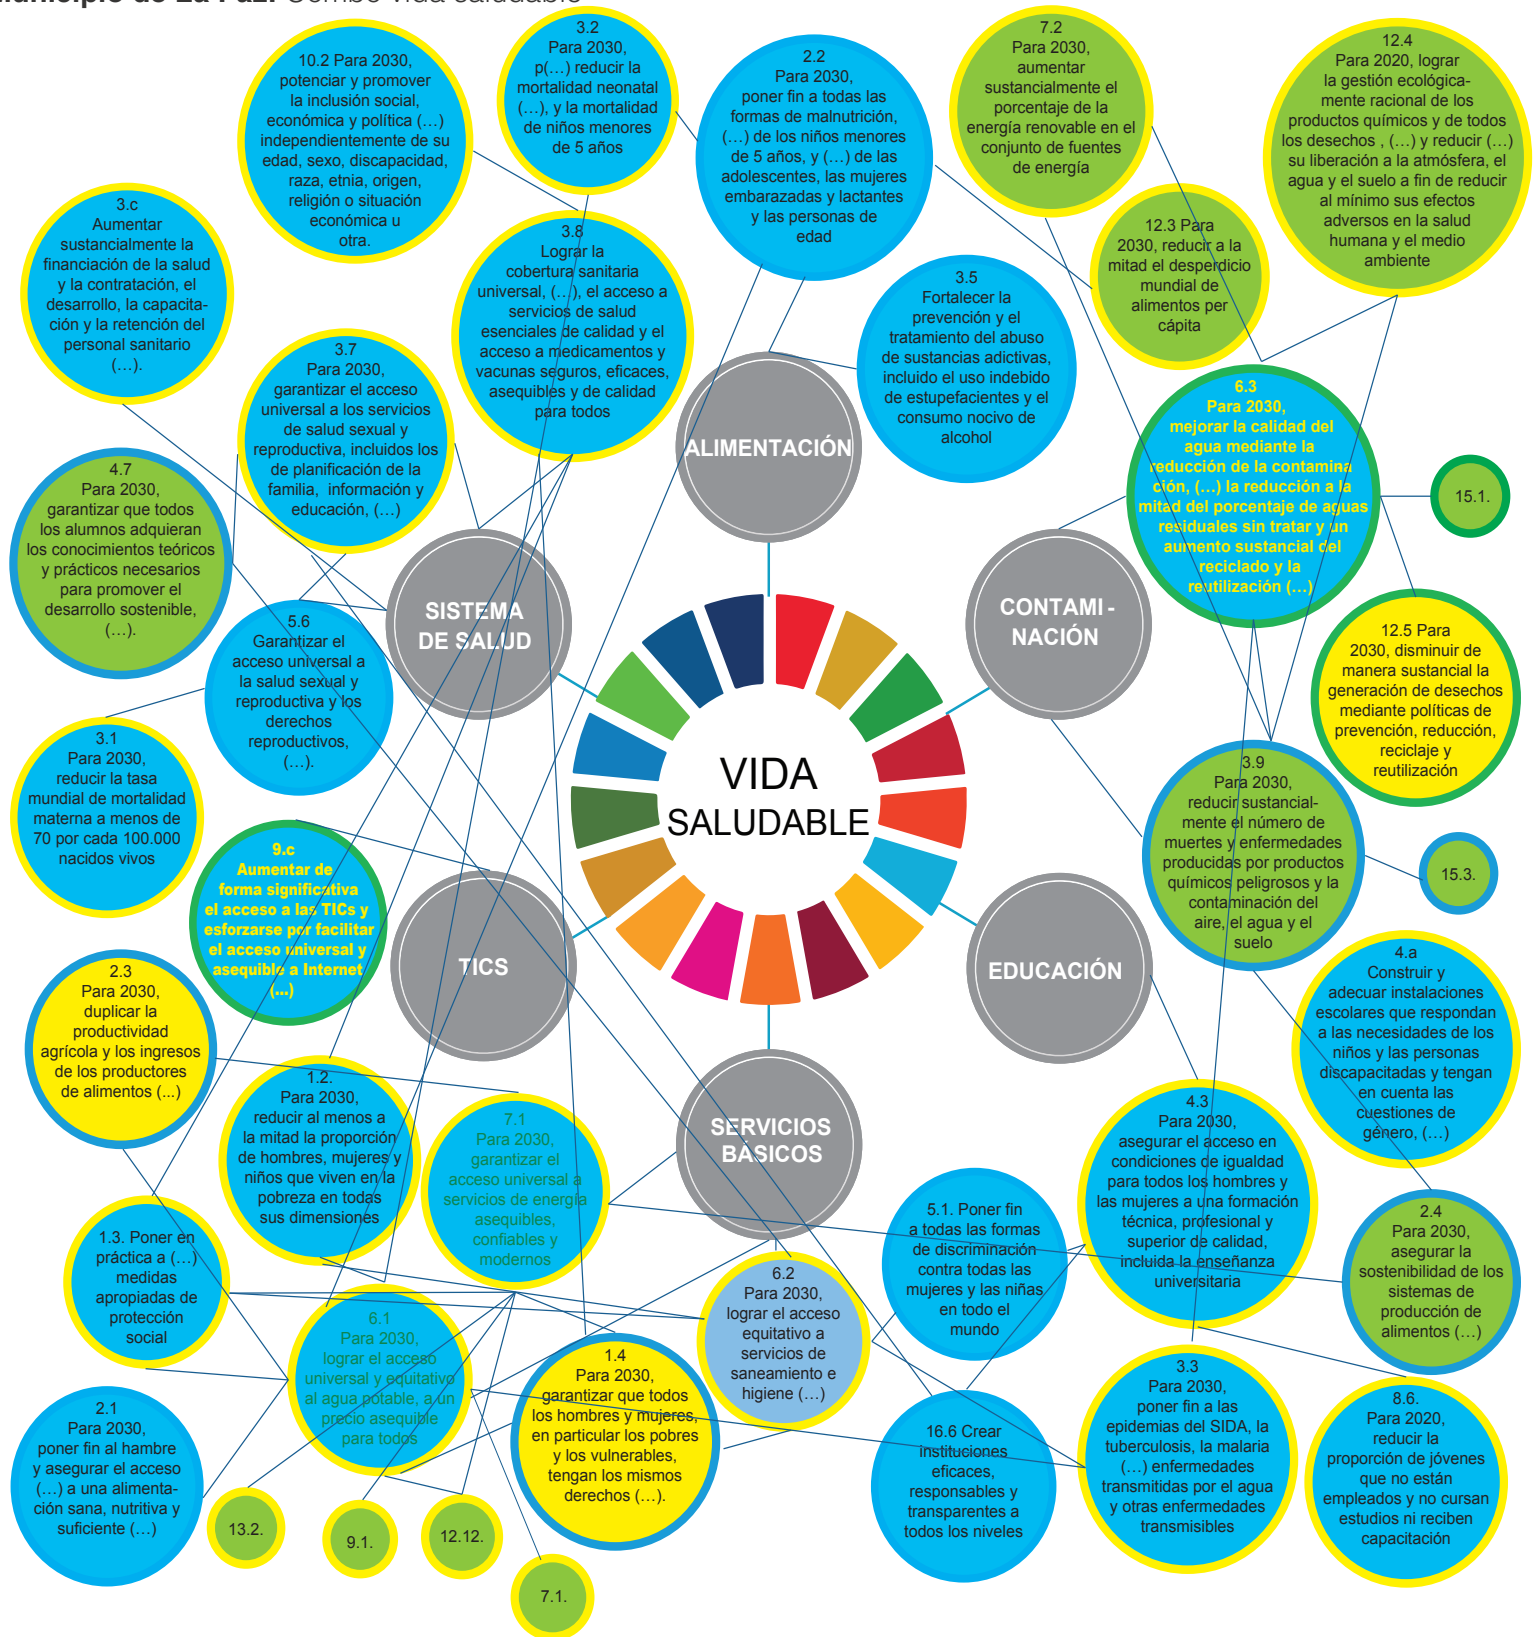 Municipio de La Paz: Combo vida saludable
10.2 Para 2030,
potenciar y promover
la inclusión social,
económica y política (…)
independientemente de su
edad, sexo, discapacidad,
raza, etnia, origen,
religión o situación
económica u
otra.
3.2
Para 2030,
p(…) reducir la
mortalidad neonatal
(…), y la mortalidad
de niños menores
de 5 años
2.2
Para 2030,
poner fin a todas las
formas de malnutrición,
(…) de los niños menores
de 5 años, y (…) de las
adolescentes, las mujeres
embarazadas y lactantes
y las personas de
edad
7.2
Para 2030,
aumentar
sustancialmente el
porcentaje de la
energía renovable en el
conjunto de fuentes
de energía
12.4
Para 2020, lograr
la gestión ecológica-
mente racional de los
productos químicos y de todos
los desechos , (…) y reducir (…)
su liberación a la atmósfera, el
agua y el suelo a fin de reducir
al mínimo sus efectos
adversos en la salud
humana y el medio
ambiente
3.c
Aumentar
sustancialmente la
financiación de la salud
y la contratación, el
desarrollo, la capacita-
ción y la retención del
personal sanitario
(…).
3.8
Lograr la
cobertura sanitaria
universal, (…), el acceso a
servicios de salud
esenciales de calidad y el
acceso a medicamentos y
vacunas seguros, eficaces,
asequibles y de calidad
para todos
12.3 Para
2030, reducir a la
mitad el desperdicio
mundial de
alimentos per
cápita
3.5
Fortalecer la
prevención y el
tratamiento del abuso
de sustancias adictivas,
incluido el uso indebido
de estupefacientes y el
consumo nocivo de
alcohol
3.7
Para 2030,
garantizar el acceso
universal a los servicios
de salud sexual y
reproductiva, incluidos los
de planificación de la
familia, información y
educación, (…)
ALIMENTACIÓN
6.3
Para 2030,
mejorar la calidad del
agua mediante la
reducción de la contamina
ción, (…) la reducción a la
mitad del porcentaje de aguas
residuales sin tratar y un
aumento sustancial del
reciclado y la
reutilización (…)
15.1.
4.7
Para 2030,
garantizar que todos
los alumnos adquieran
los conocimientos teóricos
y prácticos necesarios
para promover el
desarrollo sostenible,
(…).
SISTEMA
DE SALUD
CONTAMI -
NACIÓN
5.6
Garantizar el
acceso universal a
la salud sexual y
reproductiva y los
derechos
reproductivos,
(…).
12.5 Para
2030, disminuir de
manera sustancial la
generación de desechos
mediante políticas de
prevención, reducción,
reciclaje y
reutilización
3.1
Para 2030,
reducir la tasa
mundial de mortalidad
materna a menos de
70 por cada 100.000
nacidos vivos
VIDA
SALUDABLE
3.9
Para 2030,
reducir sustancial-
mente el número de
muertes y enfermedades
producidas por productos
químicos peligrosos y la
contaminación del
aire, el agua y el
suelo
15.3.
9.c
Aumentar de
forma significativa
el acceso a las TICs y
esforzarse por facilitar
el acceso universal y
asequible a Internet
(…)
TICS
EDUCACIÓN
4.a
Construir y
adecuar instalaciones
escolares que respondan
a las necesidades de los
niños y las personas
discapacitadas y tengan
en cuenta las
cuestiones de
género, (…)
2.3
Para 2030,
duplicar la
productividad
agrícola y los ingresos
de los productores
de alimentos (...)
1.2.
Para 2030,
reducir al menos a
la mitad la proporción
de hombres, mujeres y
niños que viven en la
pobreza en todas
sus dimensiones
7.1
Para 2030,
garantizar el
acceso universal a
servicios de energía
asequibles,
confiables y
modernos
SERVICIOS
BÁSICOS
4.3
Para 2030,
asegurar el acceso en
condiciones de igualdad
para todos los hombres y
las mujeres a una formación
técnica, profesional y
superior de calidad,
incluida la enseñanza
universitaria
5.1. Poner fin
a todas las formas
de discriminación
contra todas las
mujeres y las niñas
en todo el
mundo
2.4
Para 2030,
asegurar la
sostenibilidad de los
sistemas de
producción de
alimentos (…)
1.3. Poner en
práctica a (…)
medidas
apropiadas de
protección
social
6.2
Para 2030,
lograr el acceso
equitativo a
servicios de
saneamiento e
higiene (…)
6.1
Para 2030,
lograr el acceso
universal y equitativo
al agua potable, a un
precio asequible
para todos
1.4
Para 2030,
garantizar que todos
los hombres y mujeres,
en particular los pobres
y los vulnerables,
tengan los mismos
derechos (…).
3.3
Para 2030,
poner fin a las
epidemias del SIDA, la
tuberculosis, la malaria
(…) enfermedades
transmitidas por el agua
y otras enfermedades
transmisibles
8.6.
Para 2020,
reducir la
proporción de jóvenes
que no están
empleados y no cursan
estudios ni reciben
capacitación
2.1
Para 2030,
poner fin al hambre
y asegurar el acceso
(…) a una alimenta-
ción sana, nutritiva y
suficiente (…)
16.6 Crear
instituciones
eficaces,
responsables y
transparentes a
todos los niveles
13.2.
9.1.
12.12.
7.1.